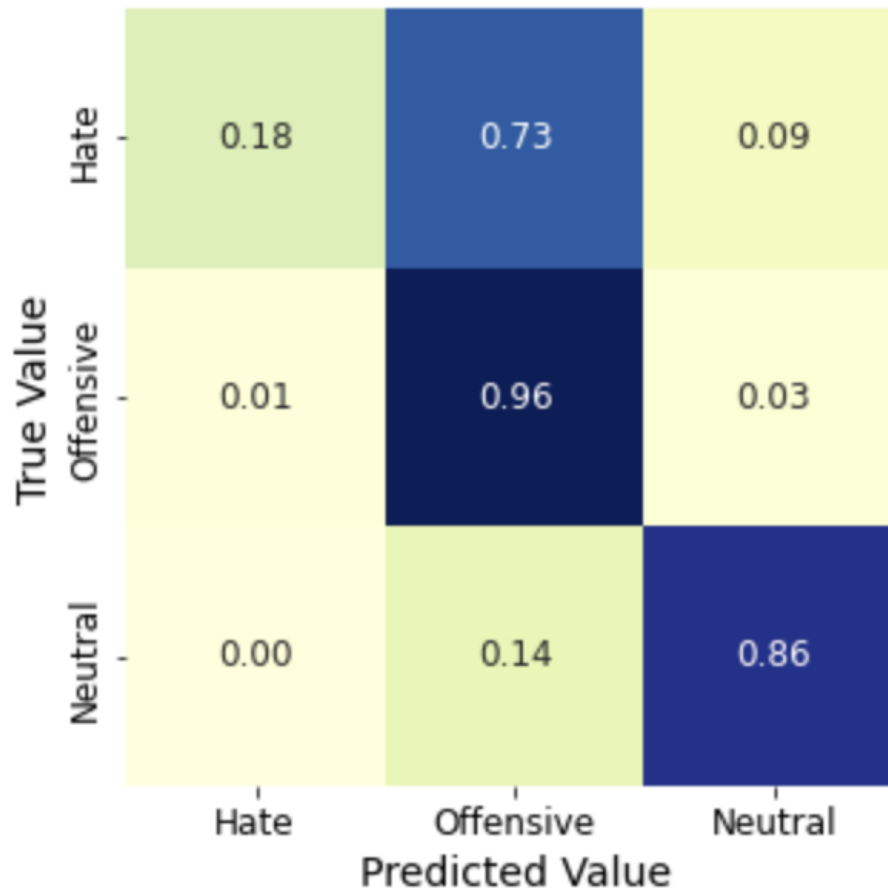 Hate 0.18 0.73 0.09
True Value
Offensive 0.01 0.96 0.03
Neutral 0.00 0.14 0.86
Hate Offensive Neutral
Predicted Value